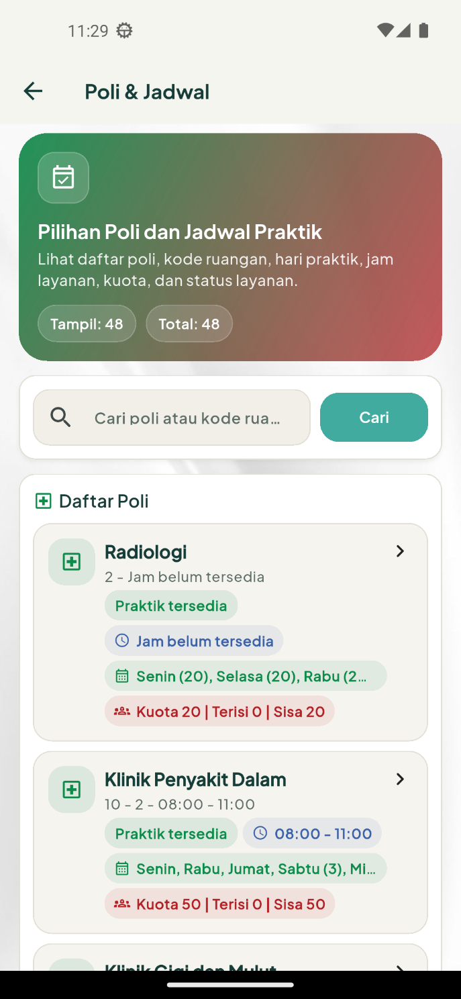 11:29
Poli & Jadwal
Pilihan Poli dan Jadwal Praktik
Lihat daftar poli, kode ruangan, hari praktik, jam
layanan, kuota, dan status layanan.
Tampil: 48
Total: 48
Cari poli atau kode rua...
Cari
Daftar Poli
Radiologi
2 - Jam belum tersedia
Praktik tersedia
Jam belum tersedia
Senin (20), Selasa (20), Rabu (2...
Kuota 20 | Terisi 0 | Sisa 20
Klinik Penyakit Dalam
10 - 2 - 08:00 - 11:00
Praktik tersedia
08:00 - 11:00
Senin, Rabu, Jumat, Sabtu (3), Mi...
Kuota 50 | Terisi 0 | Sisa 50
Klinik Gigi dan Mulut